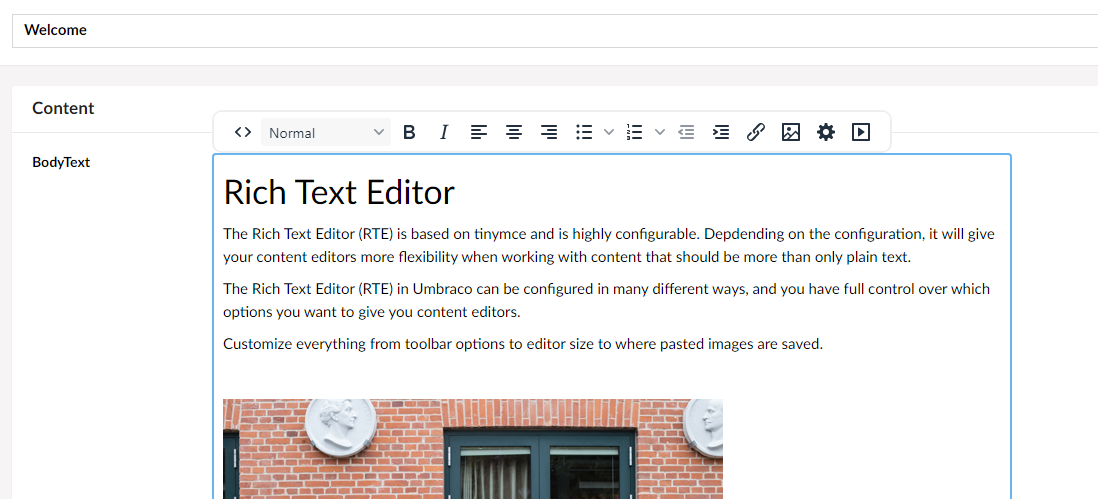 Welcome
Content
Normal
BodyText
Rich Text Editor
The Rich Text Editor (RTE) is based on tinymce and is highly configurable. Depdending on the configuration, it will give
your content editors more flexibility when working with content that should be more than only plain text.
The Rich Text Editor (RTE) in Umbraco can be configured in many different ways, and you have full control over which
options you want to give you content editors.
Customize everything from toolbar options to editor size to where pasted images are saved.